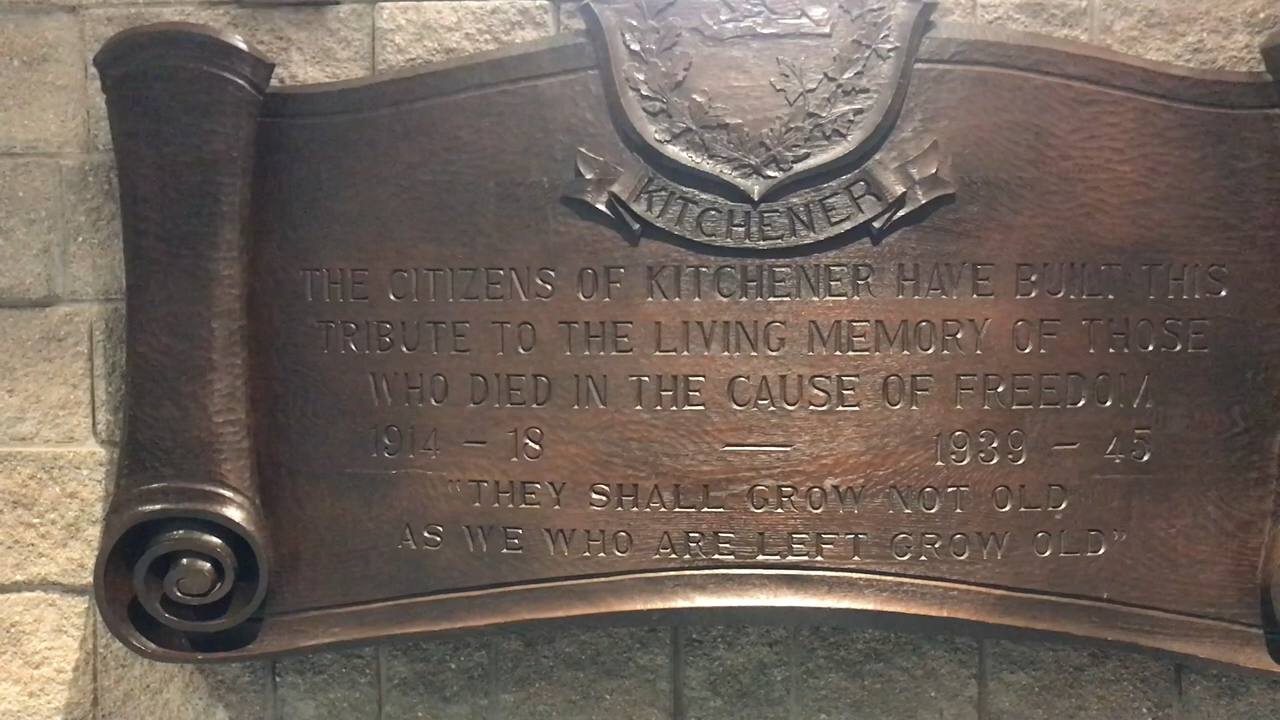 KITCHENER
THE CITIZENS OF KITCHENER HAVE BUILT THIS
TRIBUTE TO THE LIVING MEMORY OF THOSE
WHO DIED IN THE CAUSE OF FREEDOM
1914 – 18 — 1939 – 45
"THEY SHALL GROW NOT OLD
AS WE WHO ARE LEFT GROW OLD"